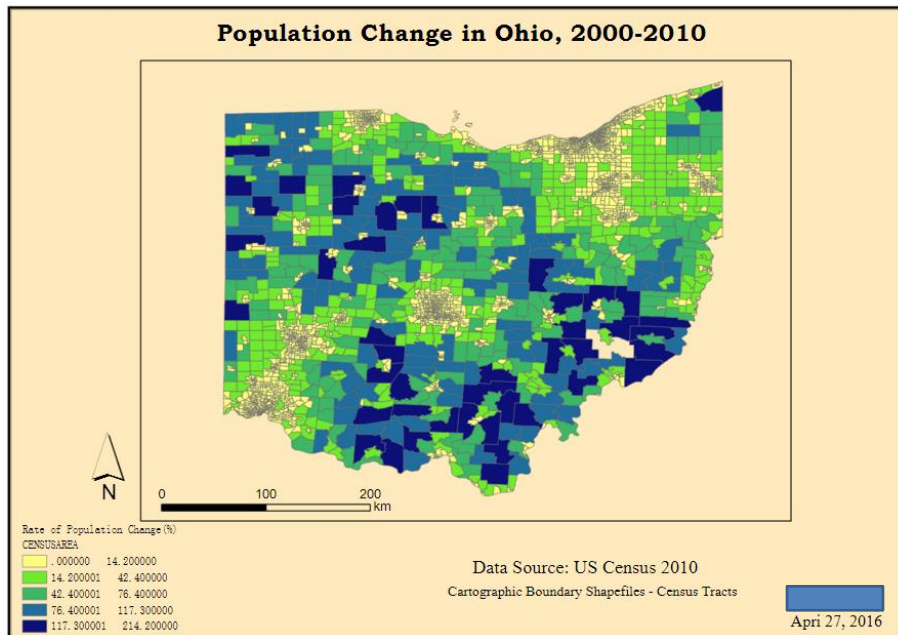 Population Change in Ohio, 2000-2010
N
0 100 200
km
Rate of Population Change(%)
CENSUSAREA
.000000 14.200000
14.200001 42.400000
42.400001 76.400000
76.400001 117.300000
117.300001 214.200000
Data Source: US Census 2010
Cartographic Boundary Shapefiles - Census Tracts
Apri 27, 2016